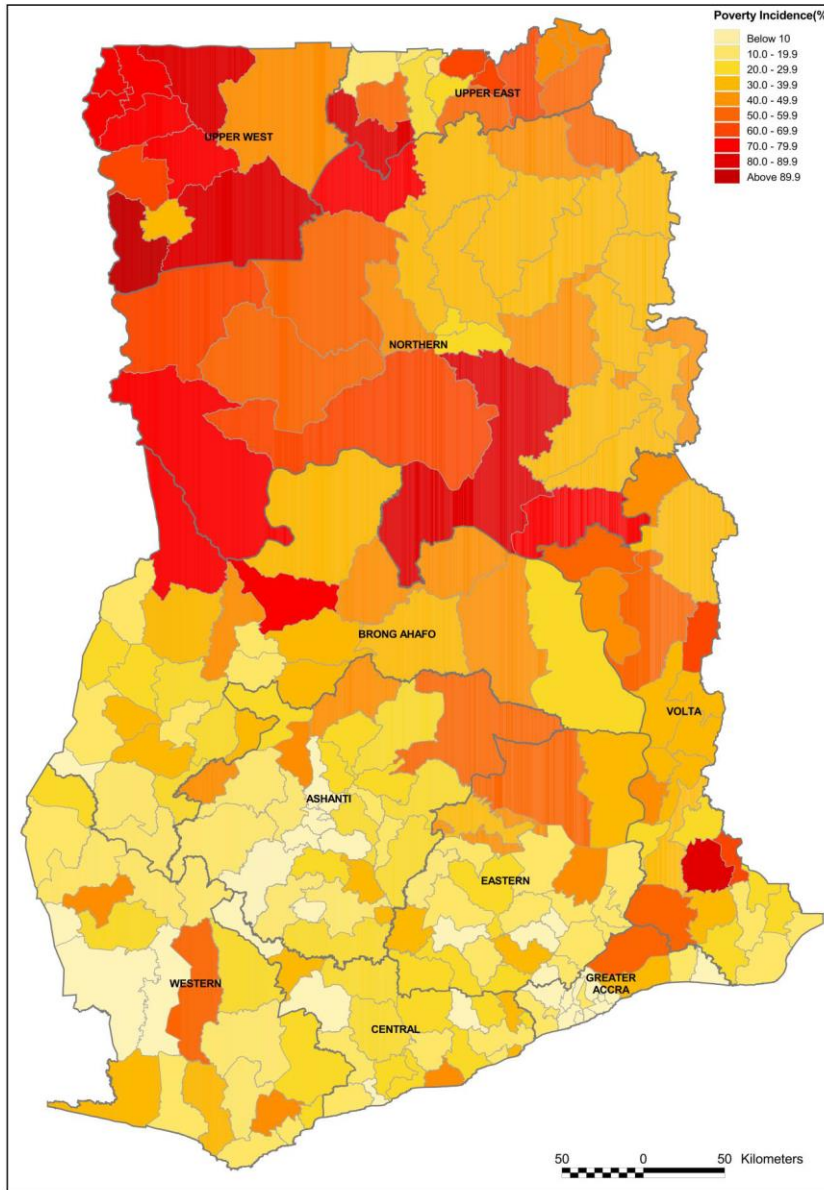 Poverty Incidence(%
Below 10
10.0 - 19.9
20.0 - 29.9
30.0 - 39.9
40.0 - 49.9
50.0 - 59.9
60.0 - 69.9
70.0 - 79.9
80.0 - 89.9
Above 89.9
UPPER EAST
UPPER WEST
NORTHERN
BRONG AHAFO
VOLTA
ASHANTI
EASTERN
WESTERN
GREATER
ACCRA
CENTRAL
50 0 50 Kilometers